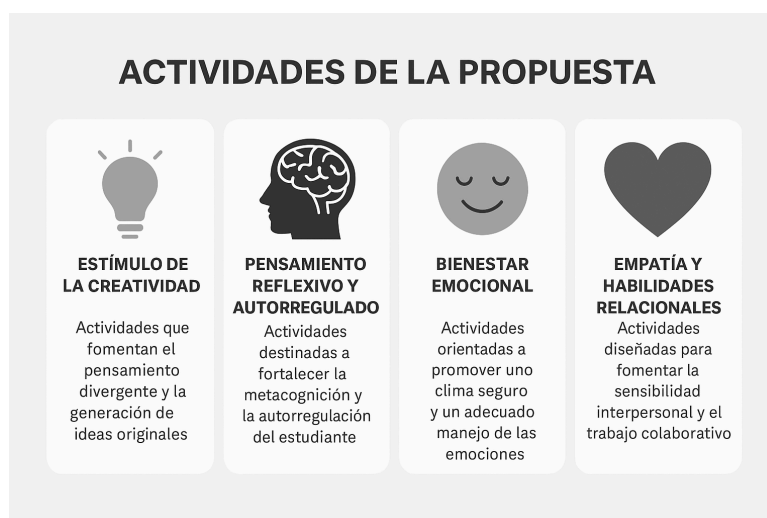 ACTIVIDADES DE LA PROPUESTA
ESTÍMULO DE
LA CREATIVIDAD
Actividades que
fomentan el
pensamiento
divergente y la
generación de
ideas originales
PENSAMIENTO
REFLEXIVO Y
AUTORREGULADO
Actividades
destinadas a
fortalecer la
metacognición y
la autorregulación
del estudiante
BIENESTAR
EMOCIONAL
Actividades
orientadas a
promover uno
clima seguro
y un adecuado
manejo de las
emociones
EMPATÍA Y
HABILIDADES
RELACIONALES
Actividades
diseñadas para
fomentar la
sensibilidad
interpersonal y el
trabajo colaborativo